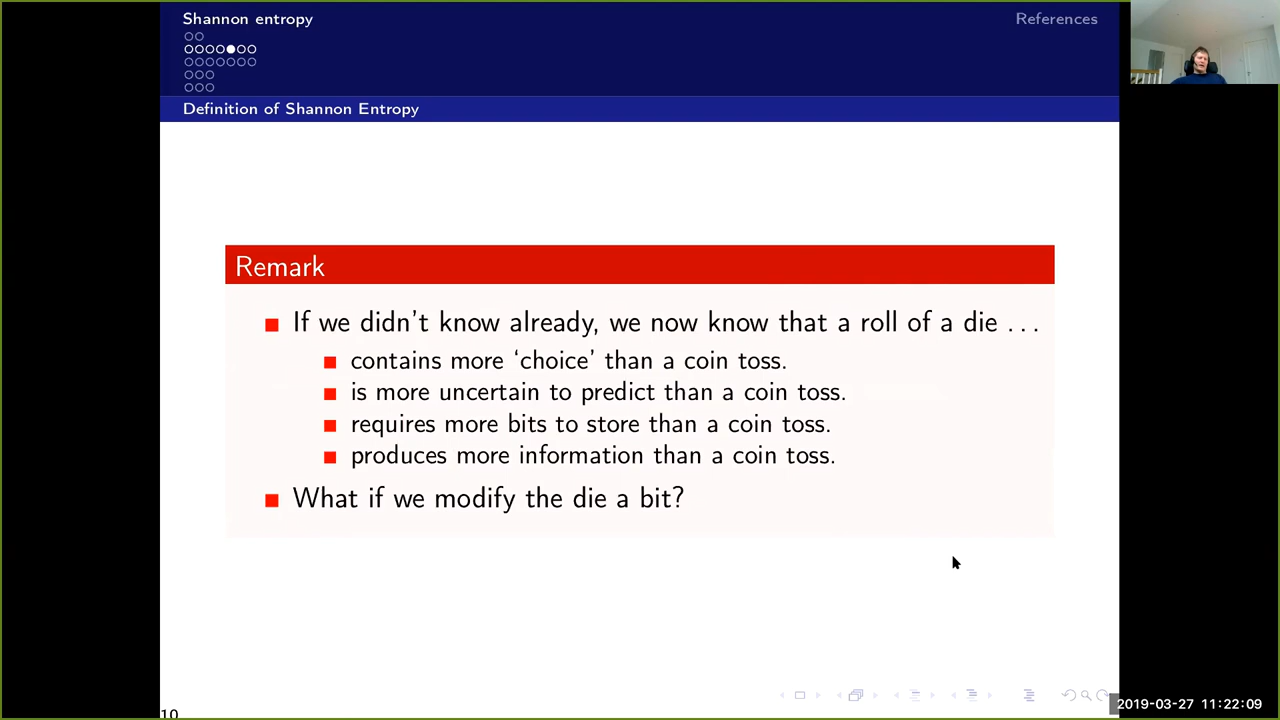 Shannon entropy
References
Definition of Shannon Entropy
Remark
If we didn't know already, we now know that a roll of a die ...
contains more ‘choice’ than a coin toss.
is more uncertain to predict than a coin toss.
requires more bits to store than a coin toss.
produces more information than a coin toss.
What if we modify the die a bit?
10
2019-03-27 11:22:09